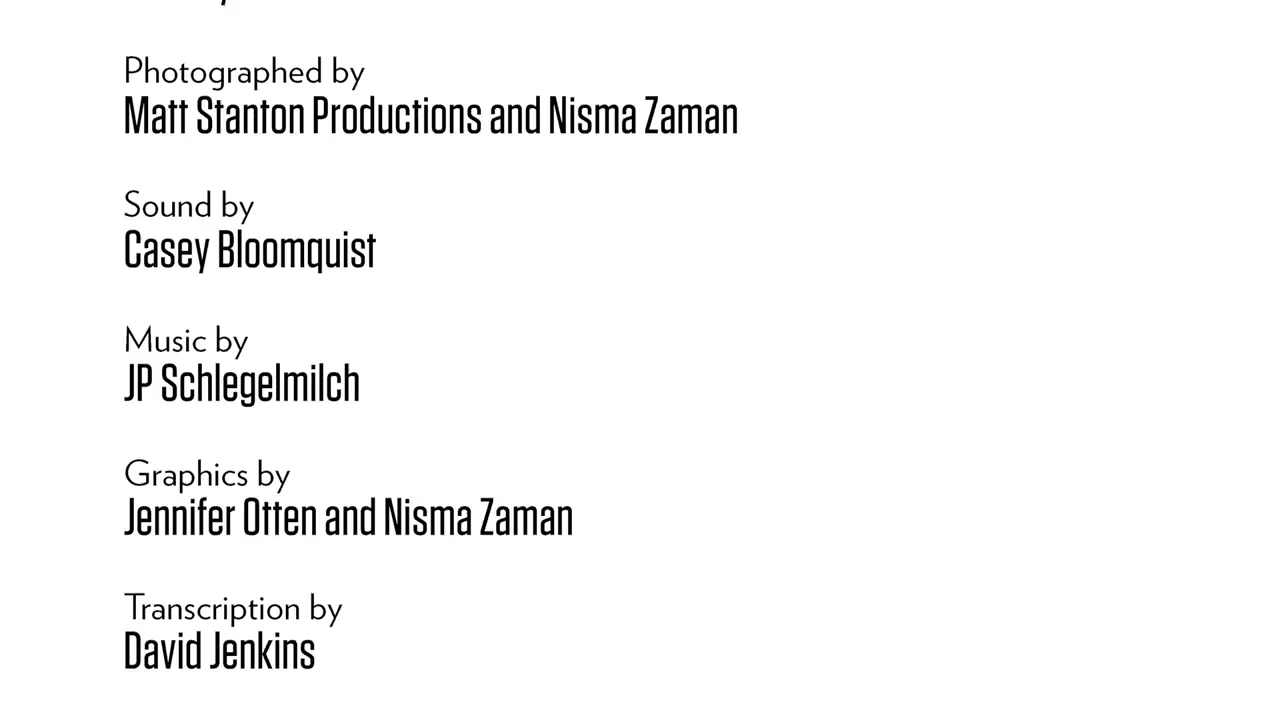 Photographed by
Matt Stanton Productions and Nisma Zaman
Sound by
Casey Bloomquist
Music by
JP Schlegelmilch
Graphics by
Jennifer Otten and Nisma Zaman
Transcription by
David Jenkins